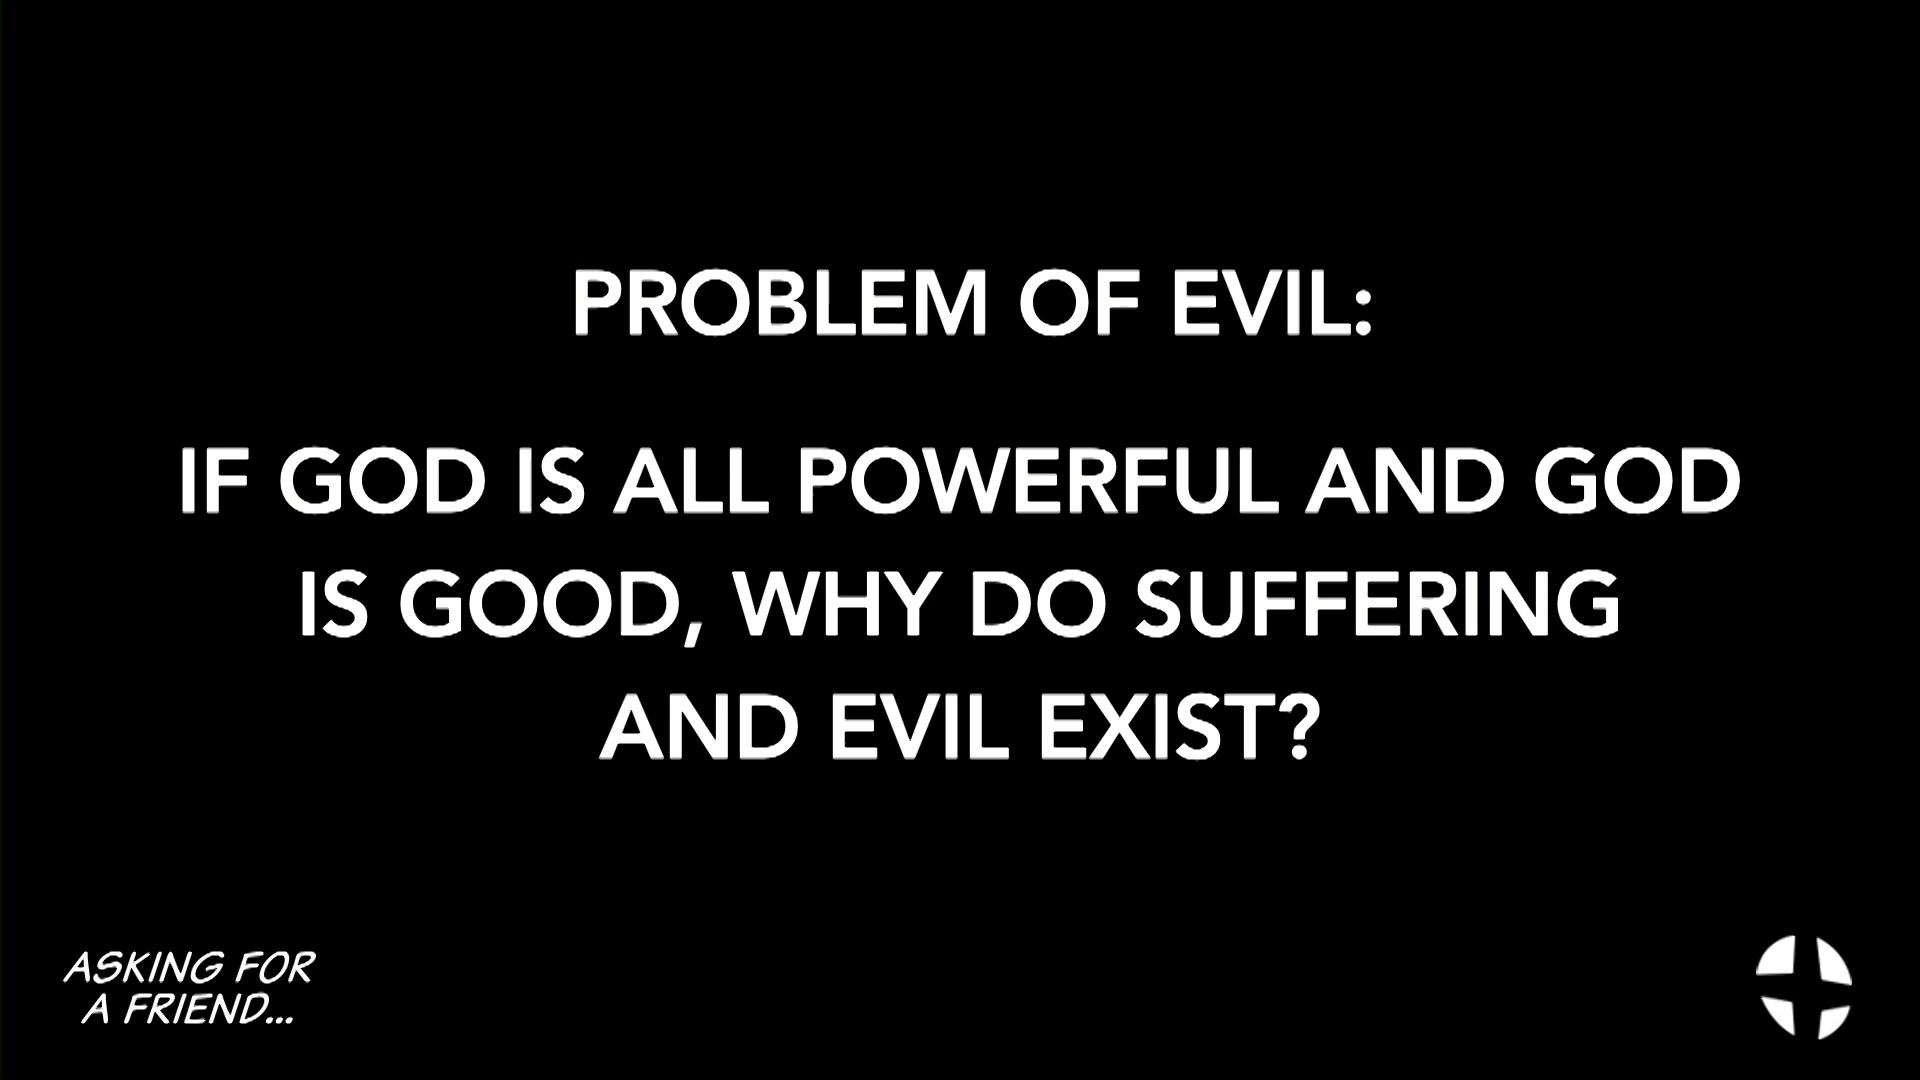 PROBLEM OF EVIL:
IF GOD IS ALL POWERFUL AND GOD
IS GOOD, WHY DO SUFFERING
AND EVIL EXIST?
ASKING FOR
A FRIEND...